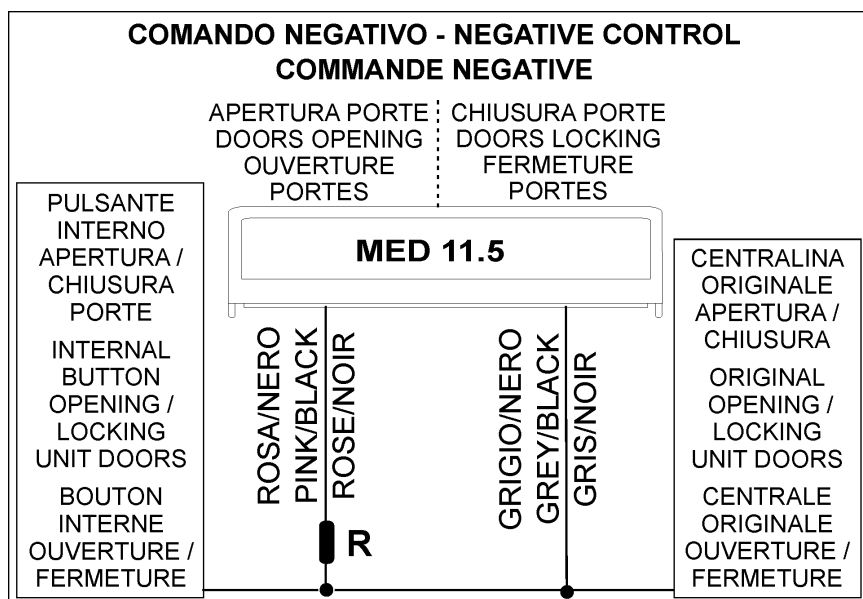 COMANDO NEGATIVO - NEGATIVE CONTROL
COMMANDE NEGATIVE
APERTURA PORTE
DOORS OPENING
OUVERTURE
PORTES
CHIUSURA PORTE
DOORS LOCKING
FERMETURE
PORTES
PULSANTE
INTERNO
APERTURA /
CHIUSURA
PORTE
INTERNAL
BUTTON
OPENING /
LOCKING
UNIT DOORS
BOUTON
INTERNE
OUVERTURE /
FERMETURE
MED 11.5
ROSA/NERO
PINK/BLACK
ROSE/NOIR
R
GRIGIO/NERO
GREY/BLACK
GRIS/NOIR
CENTRALINA
ORIGINALE
APERTURA /
CHIUSURA
ORIGINAL
OPENING /
LOCKING
UNIT DOORS
CENTRALE
ORIGINALE
OUVERTURE /
FERMETURE